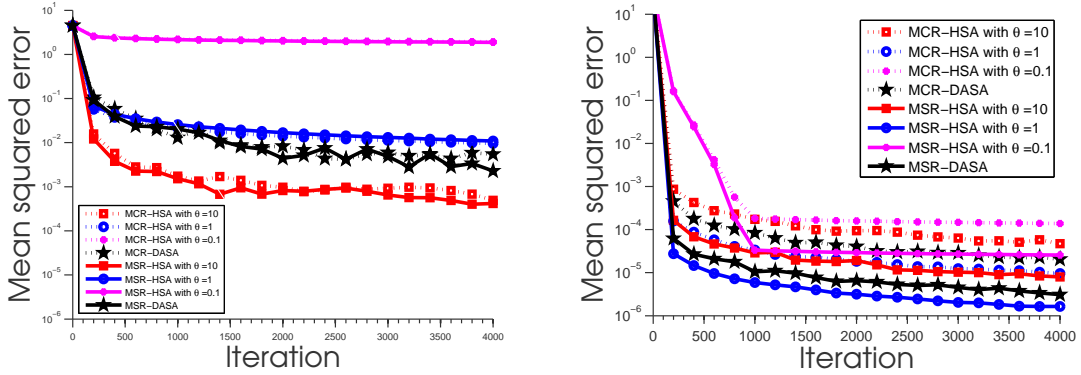 10^1
10^0
10^−1
10^−2
10^−3
10^−4
10^−5
10^−6
Mean squared error
0 500 1000 1500 2000 2500 3000 3500 4000
Iteration
MCR−HSA with θ =10
MCR−HSA with θ =1
MCR−HSA with θ =0.1
MCR−DASA
MSR−HSA with θ =10
MSR−HSA with θ =1
MSR−HSA with θ =0.1
MSR−DASA
10^1
10^0
10^−1
10^−2
10^−3
10^−4
10^−5
10^−6
Mean squared error
0 500 1000 1500 2000 2500 3000 3500 4000
Iteration
MCR−HSA with θ =10
MCR−HSA with θ =1
MCR−HSA with θ =0.1
MCR−DASA
MSR−HSA with θ =10
MSR−HSA with θ =1
MSR−HSA with θ =0.1
MSR−DASA